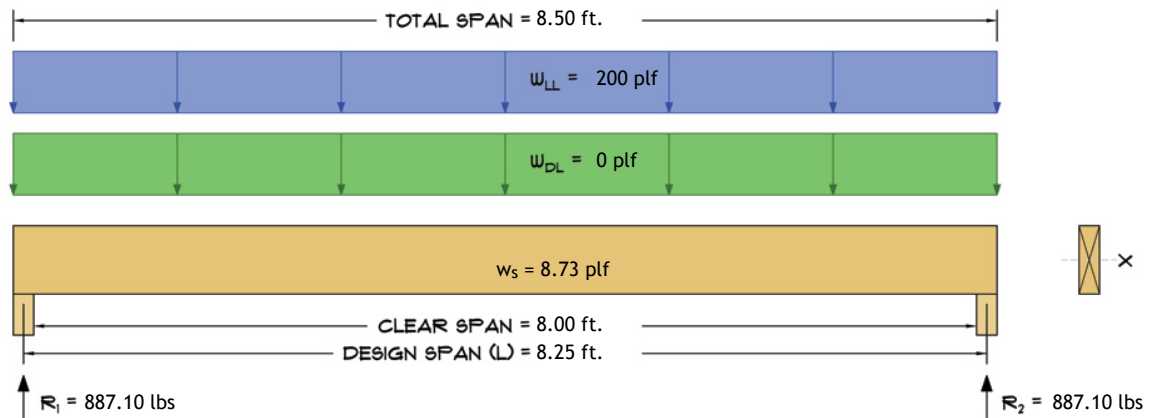 TOTAL SPAN = 8.50 ft.
wLL = 200 plf
wDL = 0 plf
ws = 8.73 plf
X
CLEAR SPAN = 8.00 ft.
DESIGN SPAN (L) = 8.25 ft.
R1 = 887.10 lbs
R2 = 887.10 lbs